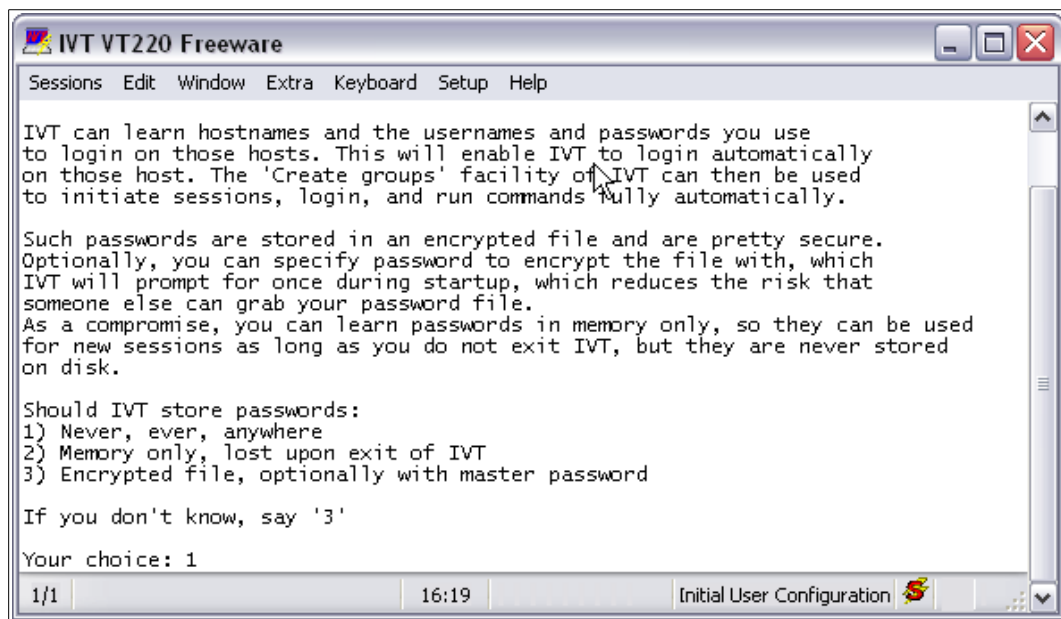 IVT VT220 Freeware
Sessions Edit Window Extra Keyboard Setup Help
IVT can learn hostnames and the usernames and passwords you use
to login on those hosts. This will enable IVT to login automatically
on those host. The 'Create groups' facility of IVT can then be used
to initiate sessions, login, and run commands fully automatically.
Such passwords are stored in an encrypted file and are pretty secure.
Optionally, you can specify password to encrypt the file with, which
IVT will prompt for once during startup, which reduces the risk that
someone else can grab your password file.
As a compromise, you can learn passwords in memory only, so they can be used
for new sessions as long as you do not exit IVT, but they are never stored
on disk.
Should IVT store passwords:
1) Never, ever, anywhere
2) Memory only, lost upon exit of IVT
3) Encrypted file, optionally with master password
If you don't know, say '3'
Your choice: 1
1/1 16:19 Initial User Configuration